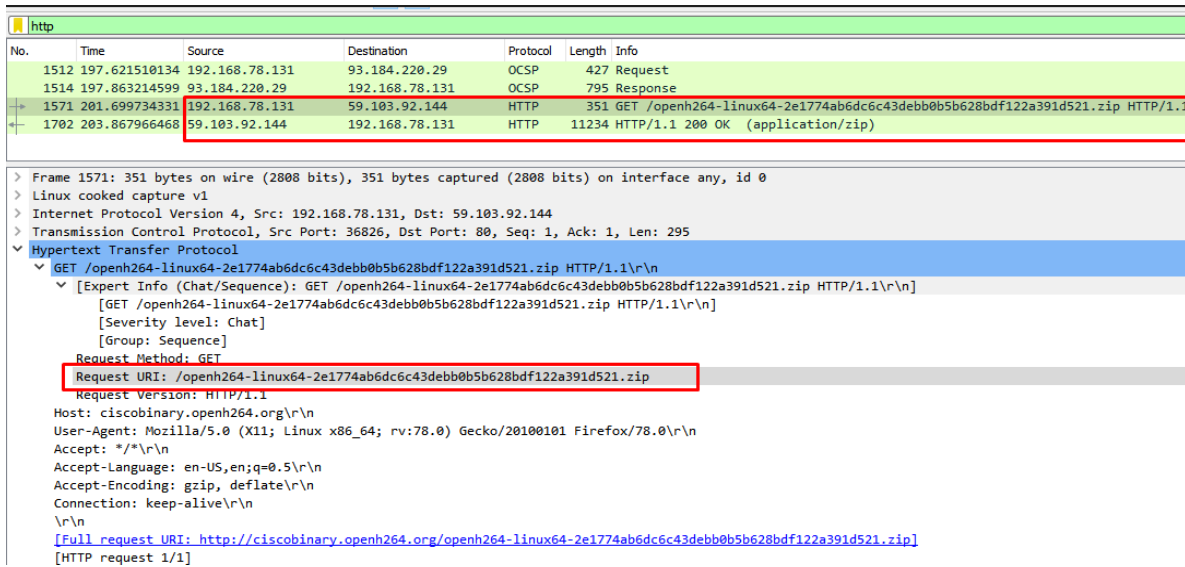 http
No. Time Source Destination Protocol Length Info
1512 197.621510134 192.168.78.131 93.184.220.29 OCSP 427 Request
1514 197.863214599 93.184.220.29 192.168.78.131 OCSP 795 Response
1571 201.699734331 192.168.78.131 59.103.92.144 HTTP 351 GET /openh264-linux64-2e1774ab6dc6c43debb0b5b628bdf122a391d521.zip HTTP/1.1
1702 203.867966468 59.103.92.144 192.168.78.131 HTTP 11234 HTTP/1.1 200 OK (application/zip)
> Frame 1571: 351 bytes on wire (2808 bits), 351 bytes captured (2808 bits) on interface any, id 0
> Linux cooked capture v1
> Internet Protocol Version 4, Src: 192.168.78.131, Dst: 59.103.92.144
> Transmission Control Protocol, Src Port: 36826, Dst Port: 80, Seq: 1, Ack: 1, Len: 295
Hypertext Transfer Protocol
GET /openh264-linux64-2e1774ab6dc6c43debb0b5b628bdf122a391d521.zip HTTP/1.1\r\n
[Expert Info (Chat/Sequence): GET /openh264-linux64-2e1774ab6dc6c43debb0b5b628bdf122a391d521.zip HTTP/1.1\r\n]
[GET /openh264-linux64-2e1774ab6dc6c43debb0b5b628bdf122a391d521.zip HTTP/1.1\r\n]
[Severity level: Chat]
[Group: Sequence]
Request Method: GET
Request URI: /openh264-linux64-2e1774ab6dc6c43debb0b5b628bdf122a391d521.zip
Request Version: HTTP/1.1
Host: ciscobinary.openh264.org\r\n
User-Agent: Mozilla/5.0 (X11; Linux x86_64; rv:78.0) Gecko/20100101 Firefox/78.0\r\n
Accept: */*\r\n
Accept-Language: en-US,en;q=0.5\r\n
Accept-Encoding: gzip, deflate\r\n
Connection: keep-alive\r\n
\r\n
[Full request URI: http://ciscobinary.openh264.org/openh264-linux64-2e1774ab6dc6c43debb0b5b628bdf122a391d521.zip]
[HTTP request 1/1]